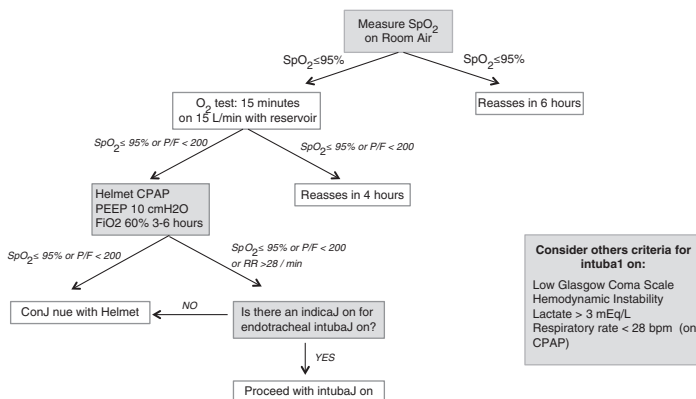 Measure SpO2
on Room Air
SpO2≤95%
SpO2≤95%
O2 test: 15 minutes
on 15 L/min with reservoir
Reasses in 6 hours
SpO2≤ 95% or P/F < 200
SpO2≤ 95% or P/F < 200
Helmet CPAP
PEEP 10 cmH2O
FiO2 60% 3-6 hours
Reasses in 4 hours
SpO2≤ 95% or P/F < 200
SpO2≤ 95% or P/F < 200
or RR >28 / min
ConJ nue with Helmet
NO
Is there an indicaJ on for
endotracheal intubaJ on?
YES
Proceed with intubaJ on
Consider others criteria for
intuba1 on:
Low Glasgow Coma Scale
Hemodynamic Instability
Lactate > 3 mEq/L
Respiratory rate < 28 bpm (on
CPAP)